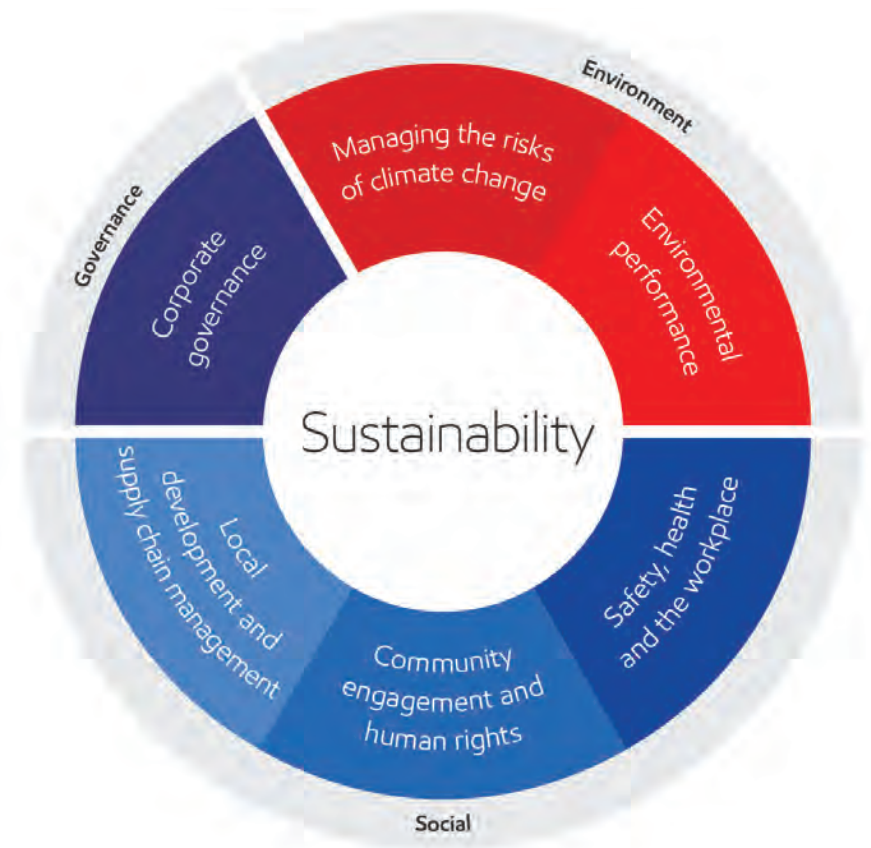 Environment
Managing the risks
of climate change
Environmental
performance
Governance
Corporate
governance
Sustainability
Local
development and
supply chain management
Community
engagement and
human rights
Safety, health
and the workplace
Social